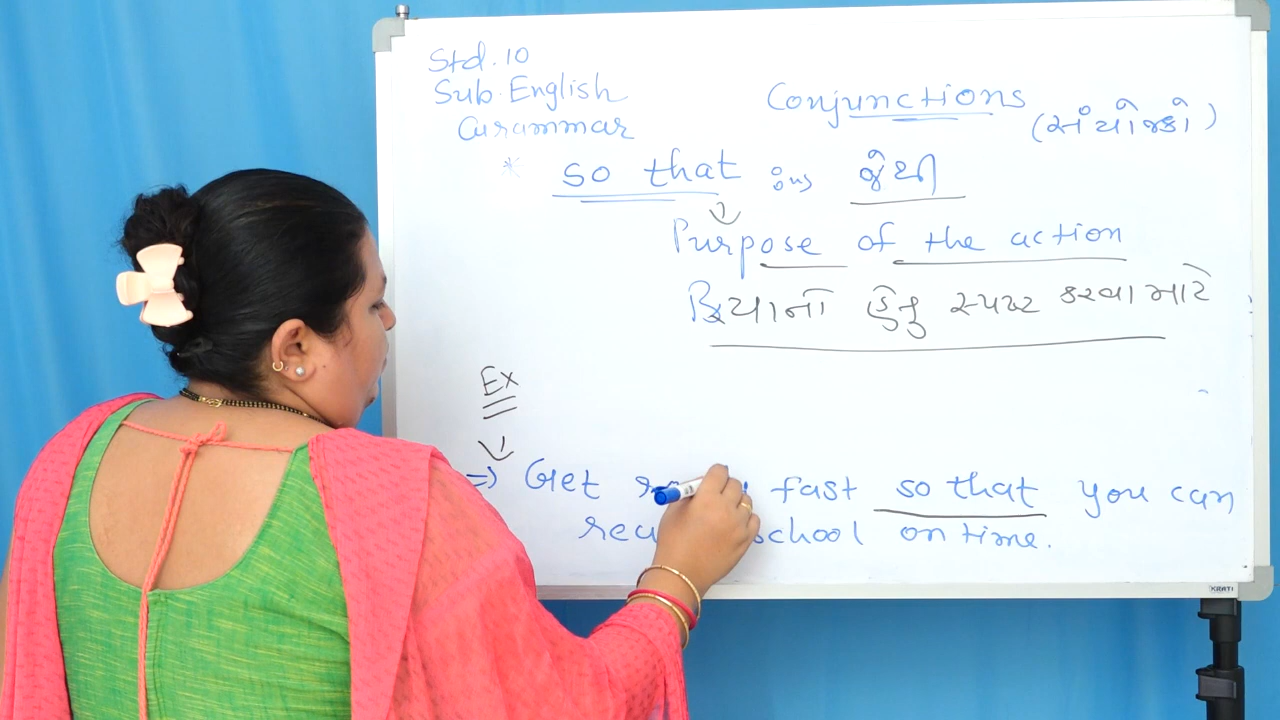 Std. 10
Sub. English
Grammar
Conjunctions
(સંયોજકો)
* so that જેથી
Purpose of the action
ક્રિયાનો હેતુ સ્પષ્ટ કરવા માટે
Ex
⇒ Get fast so that you can
school on time.